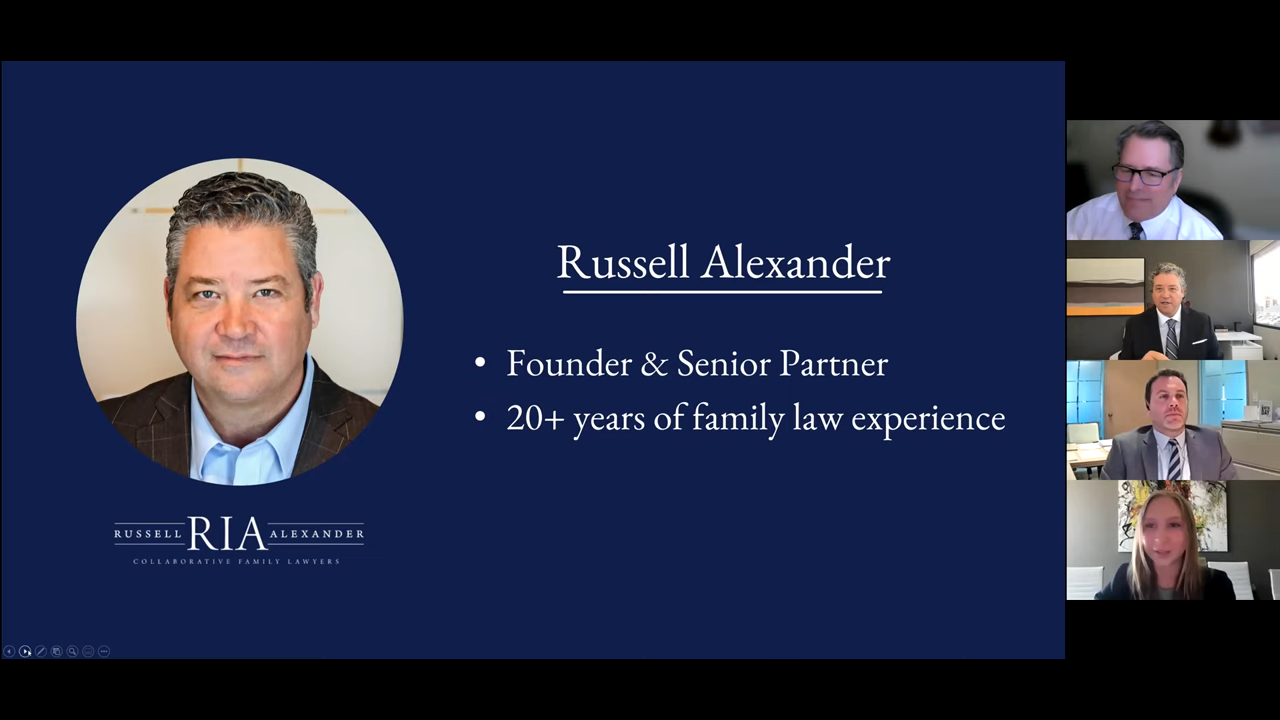 Russell Alexander
• Founder & Senior Partner
• 20+ years of family law experience
RUSSELL RIA ALEXANDER
COLLABORATIVE FAMILY LAWYERS